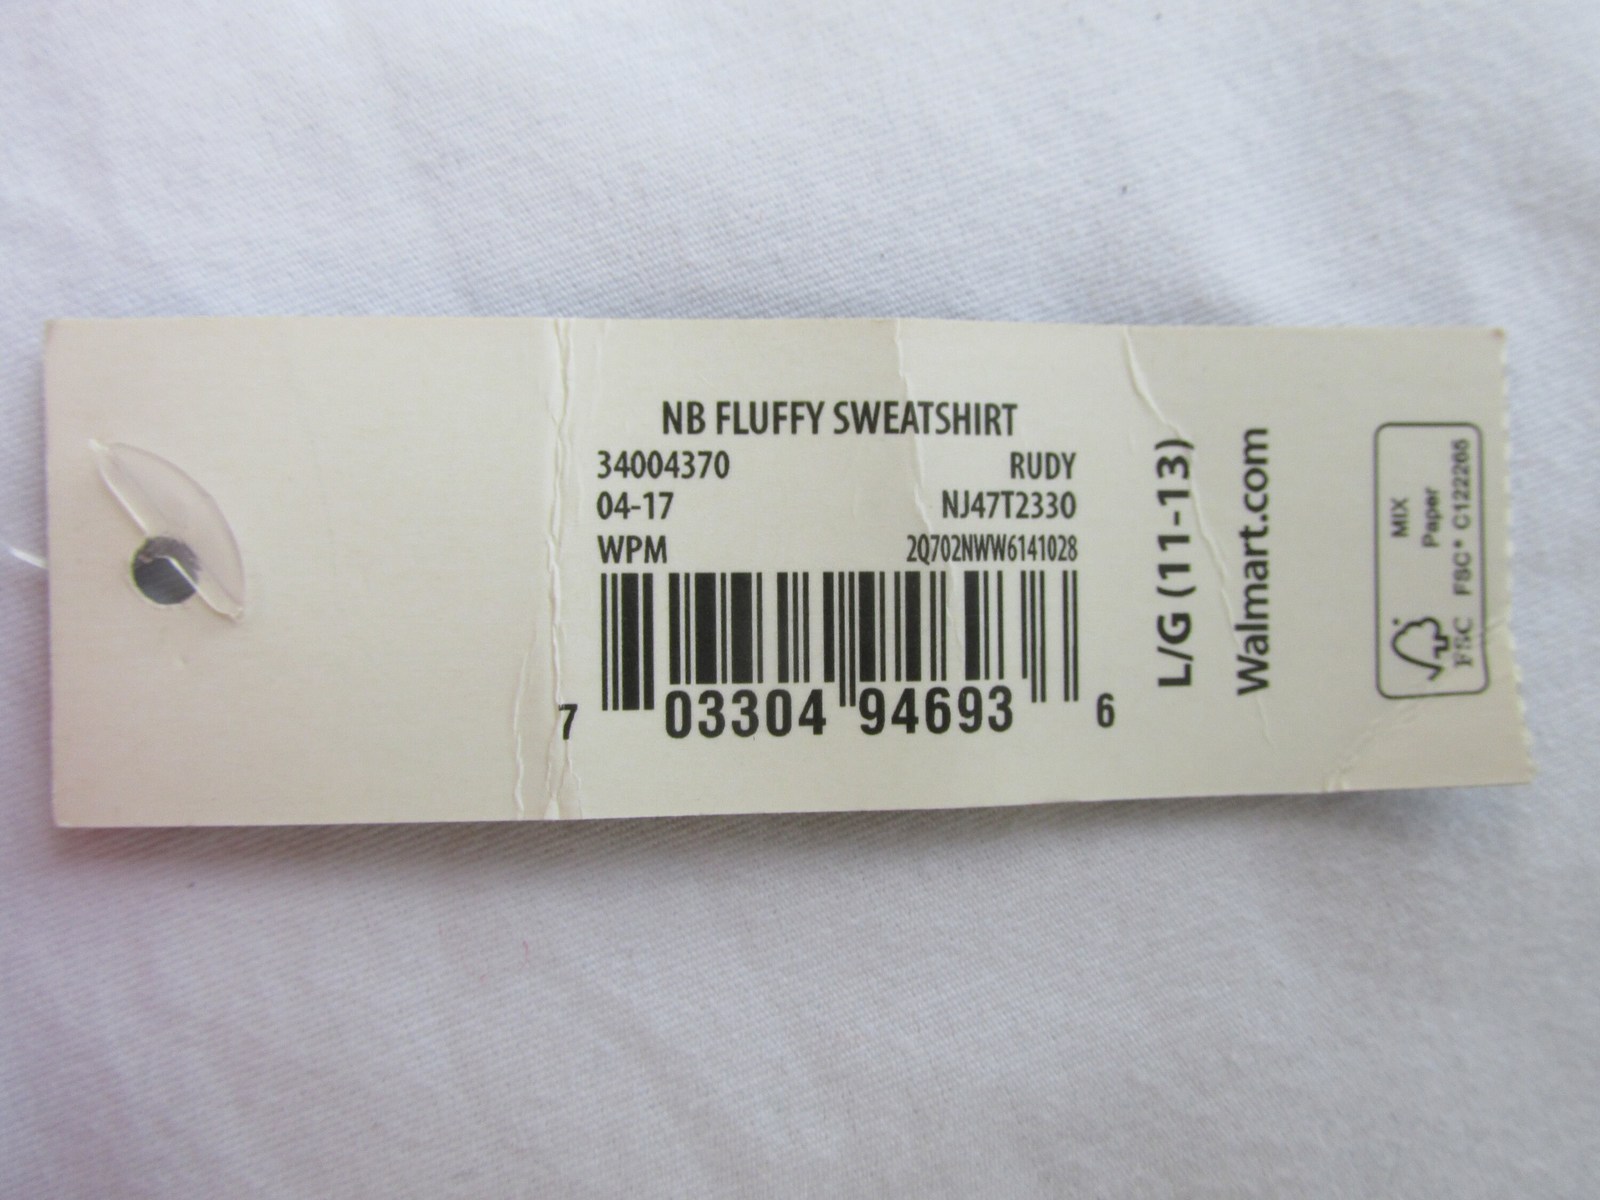 NB FLUFFY SWEATSHIRT
34004370 RUDY
04-17 NJ47T2330
WPM 2Q702NWW6141028
7 03304 94693 6
L/G (11-13)
Walmart.com
MIX
Paper
FSC® C122265
FSC